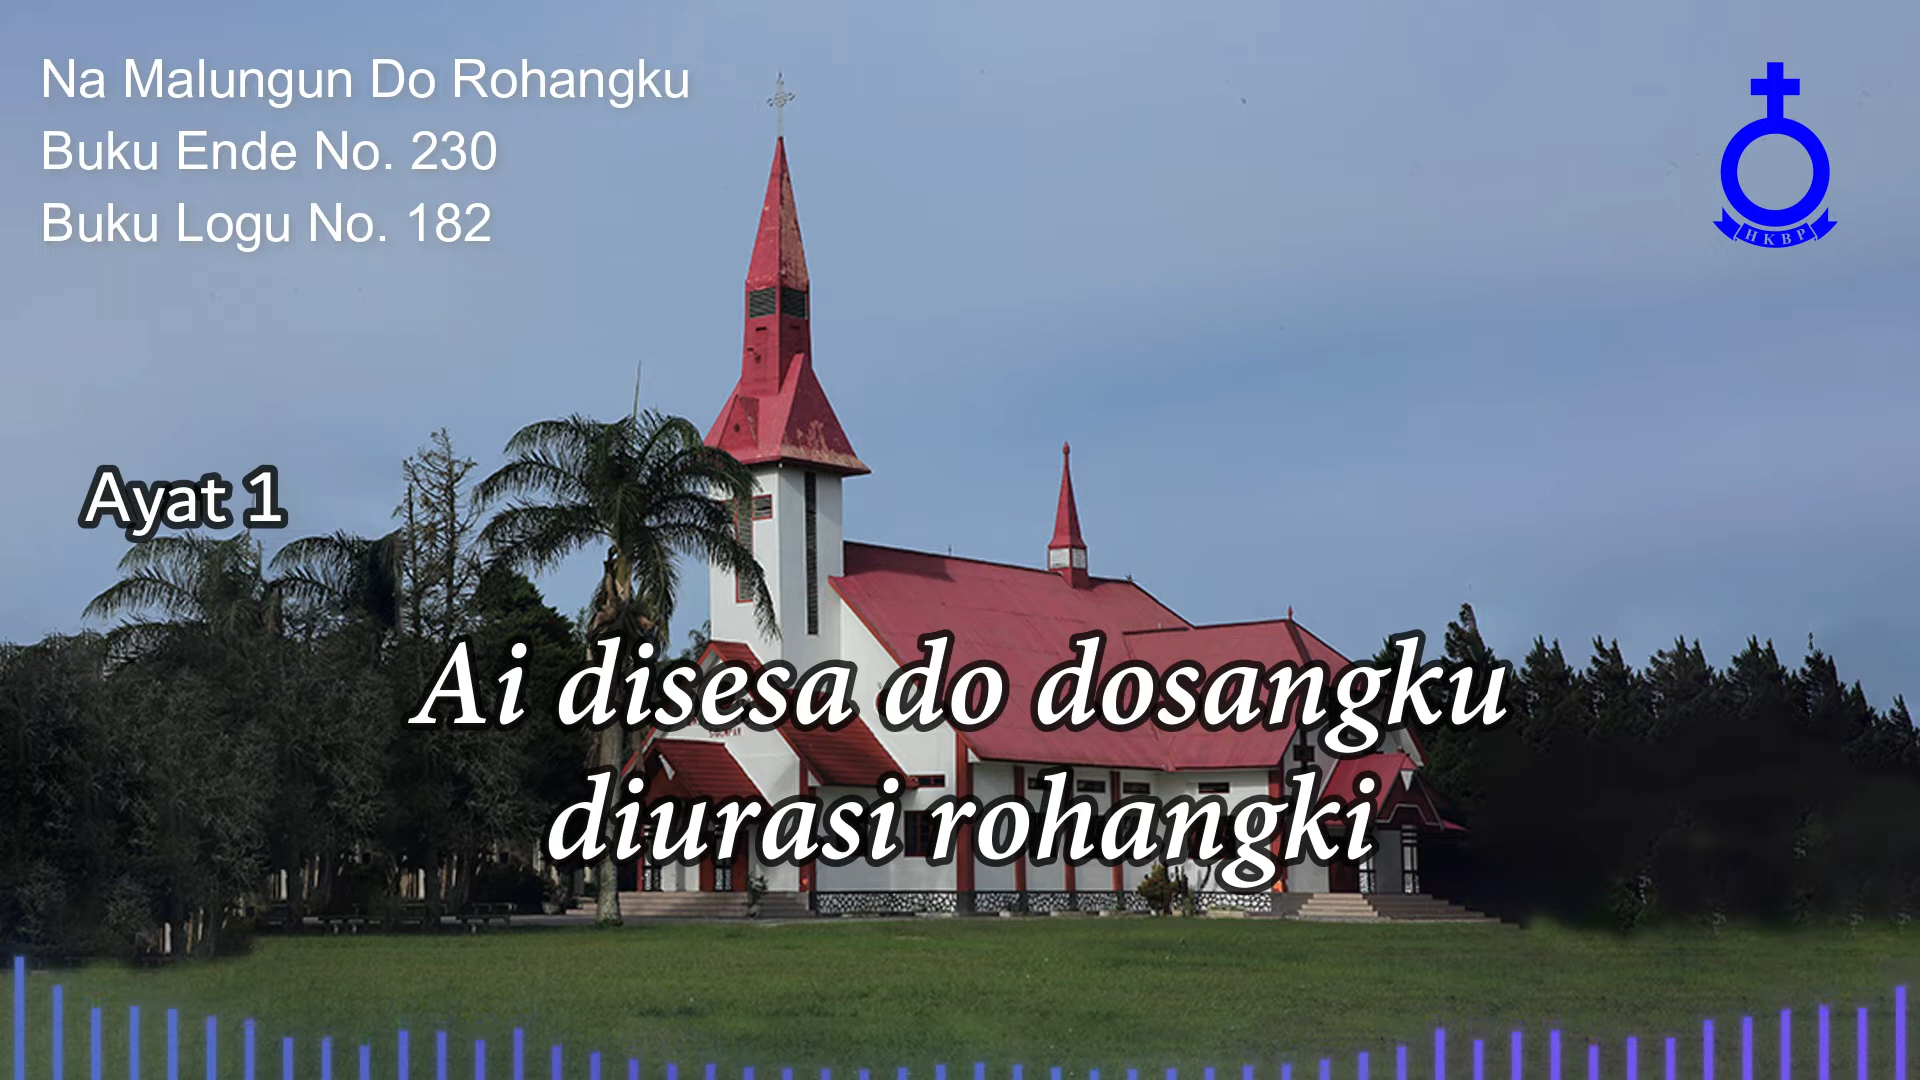 Na Malungun Do Rohangku
Buku Ende No. 230
Buku Logu No. 182
HKBP
Ayat 1
Ai disesa do dosangku
diurasi rohangki